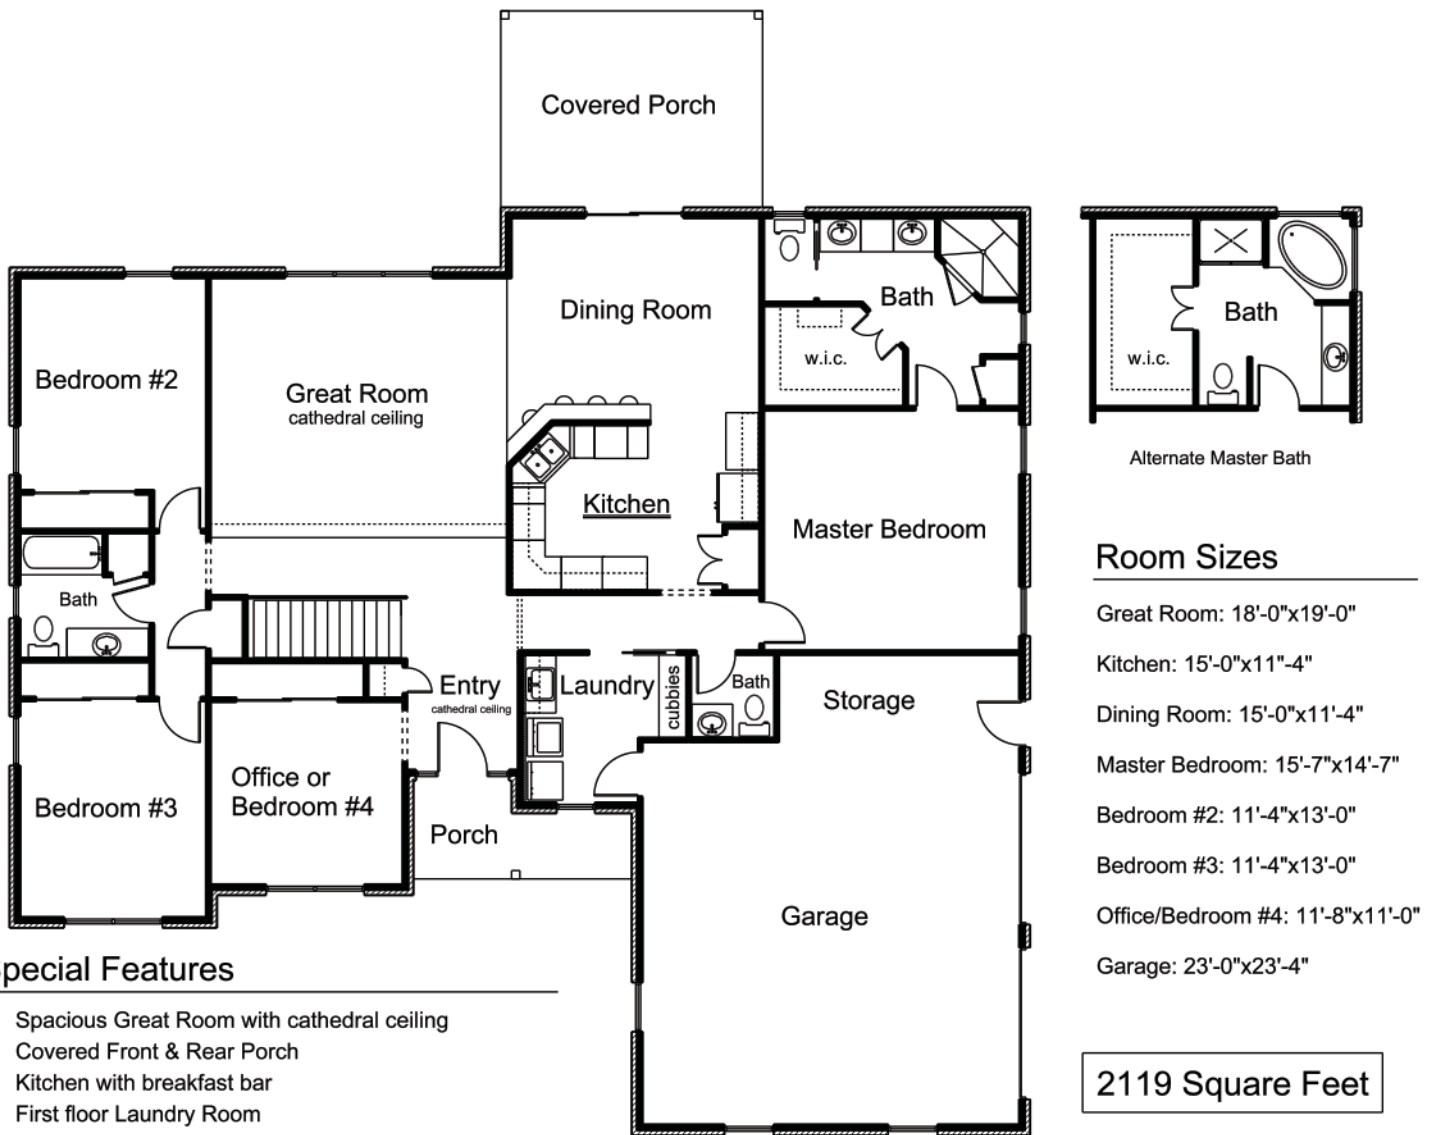 Covered Porch
Dining Room
Bath
w.i.c.
Bedroom #2
Great Room
cathedral ceiling
Kitchen
Master Bedroom
Bath
Entry
cathedral ceiling
Laundry
cubbies
Bath
Storage
Office or
Bedroom #4
Bedroom #3
Porch
Garage
Bath
w.i.c.
Alternate Master Bath
Room Sizes
Great Room: 18'-0"x19'-0"
Kitchen: 15'-0"x11"-4"
Dining Room: 15'-0"x11'-4"
Master Bedroom: 15'-7"x14'-7"
Bedroom #2: 11'-4"x13'-0"
Bedroom #3: 11'-4"x13'-0"
Office/Bedroom #4: 11'-8"x11'-0"
Garage: 23'-0"x23'-4"
2119 Square Feet
pecial Features
Spacious Great Room with cathedral ceiling
Covered Front & Rear Porch
Kitchen with breakfast bar
First floor Laundry Room